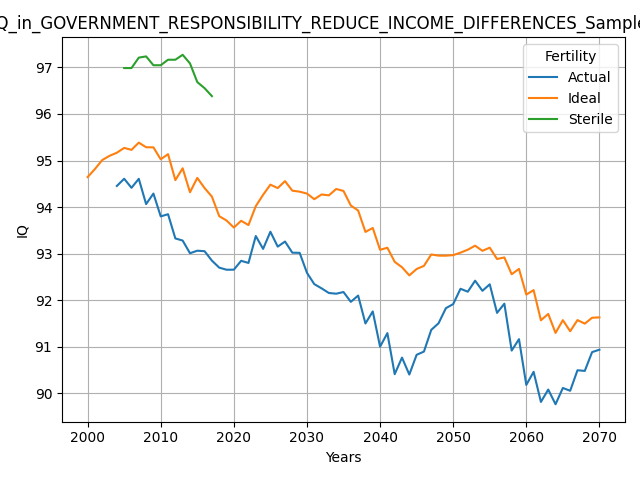 Q_in_GOVERNMENT_RESPONSIBILITY_REDUCE_INCOME_DIFFERENCES_Sample
Fertility
Actual
Ideal
Sterile
97
96
95
94
93
92
91
90
IQ
2000 2010 2020 2030 2040 2050 2060 2070
Years